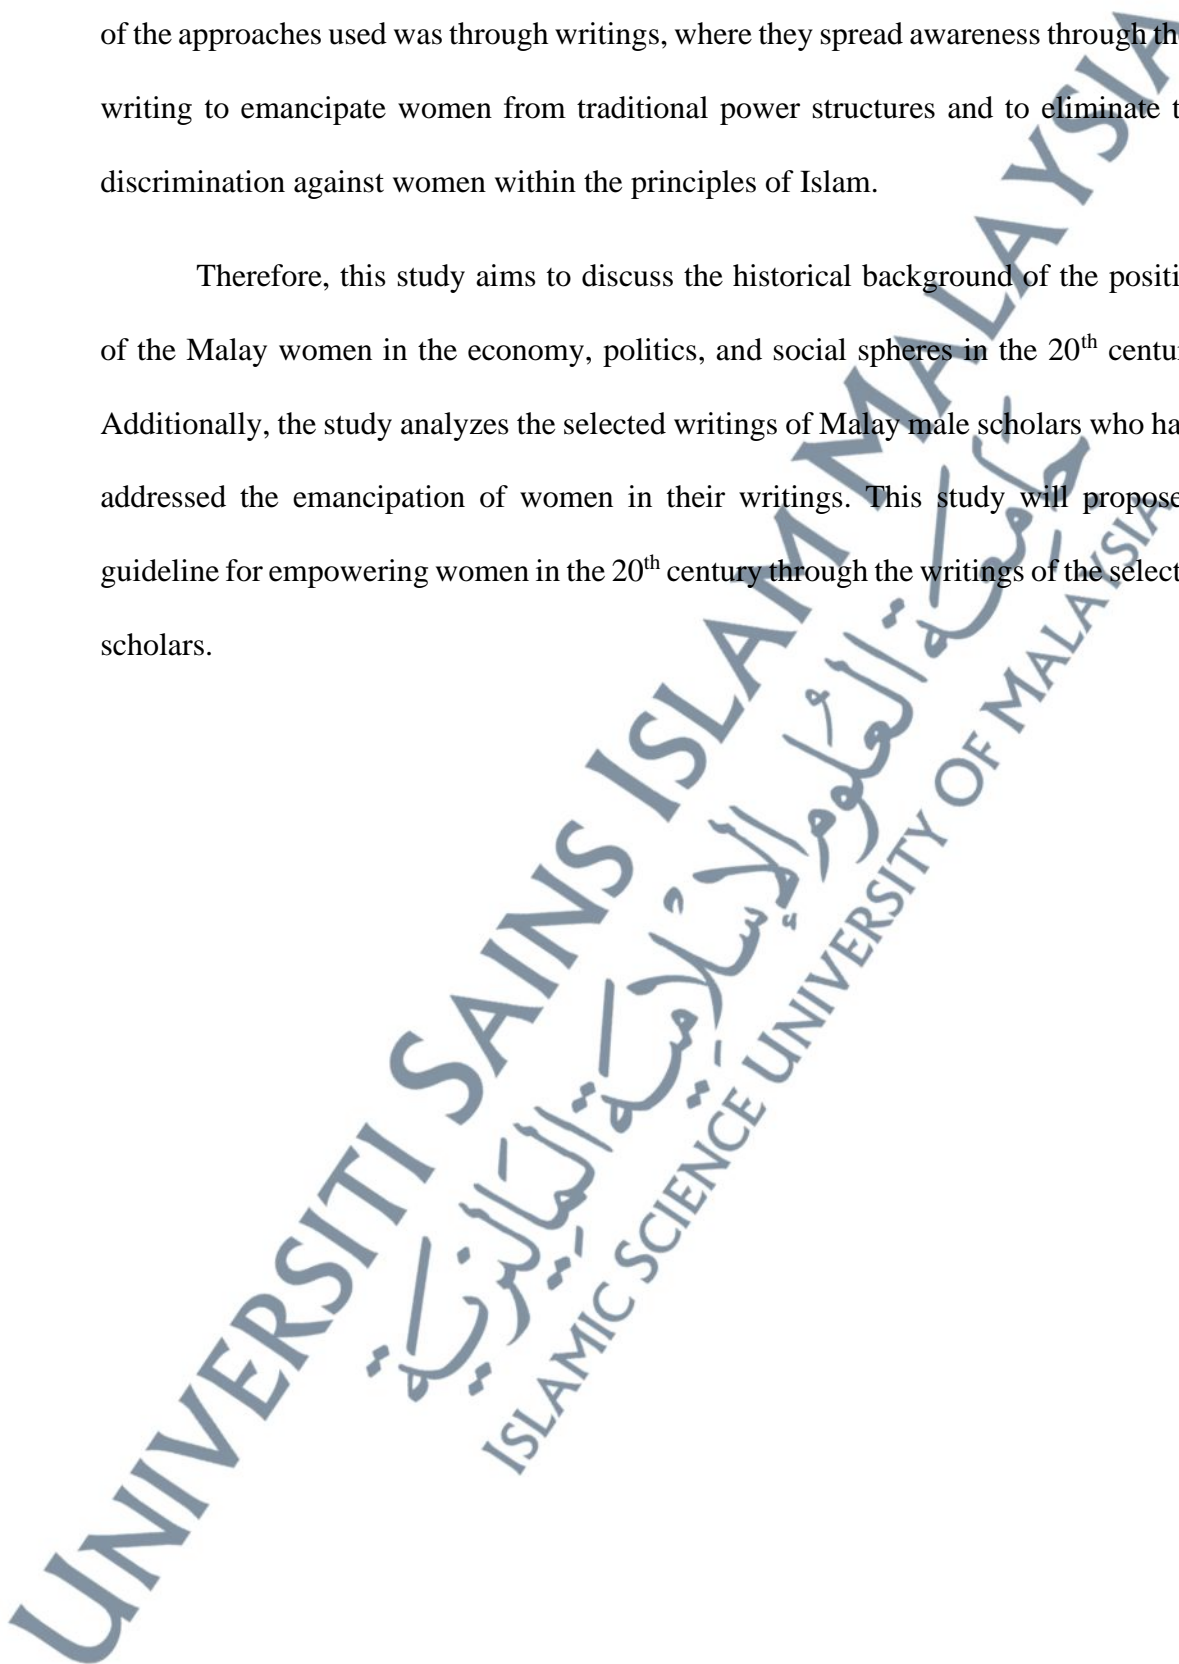 of the approaches used was through writings, where they spread awareness through
writing to emancipate women from traditional power structures and to eliminate
discrimination against women within the principles of Islam.
Therefore, this study aims to discuss the historical background of the
of the Malay women in the economy, politics, and social spheres in the 20th
Additionally, the study analyzes the selected writings of Malay male scholars who
addressed the emancipation of women in their writings. This study will propose
guideline for empowering women in the 20th century through the writings of the
scholars.
UNIVERSITI SAINS ISLAM MALAYSIA
جامعة العلوم الإسلامية الماليزية
ISLAMIC SCIENCE UNIVERSITY OF MALAYSIA